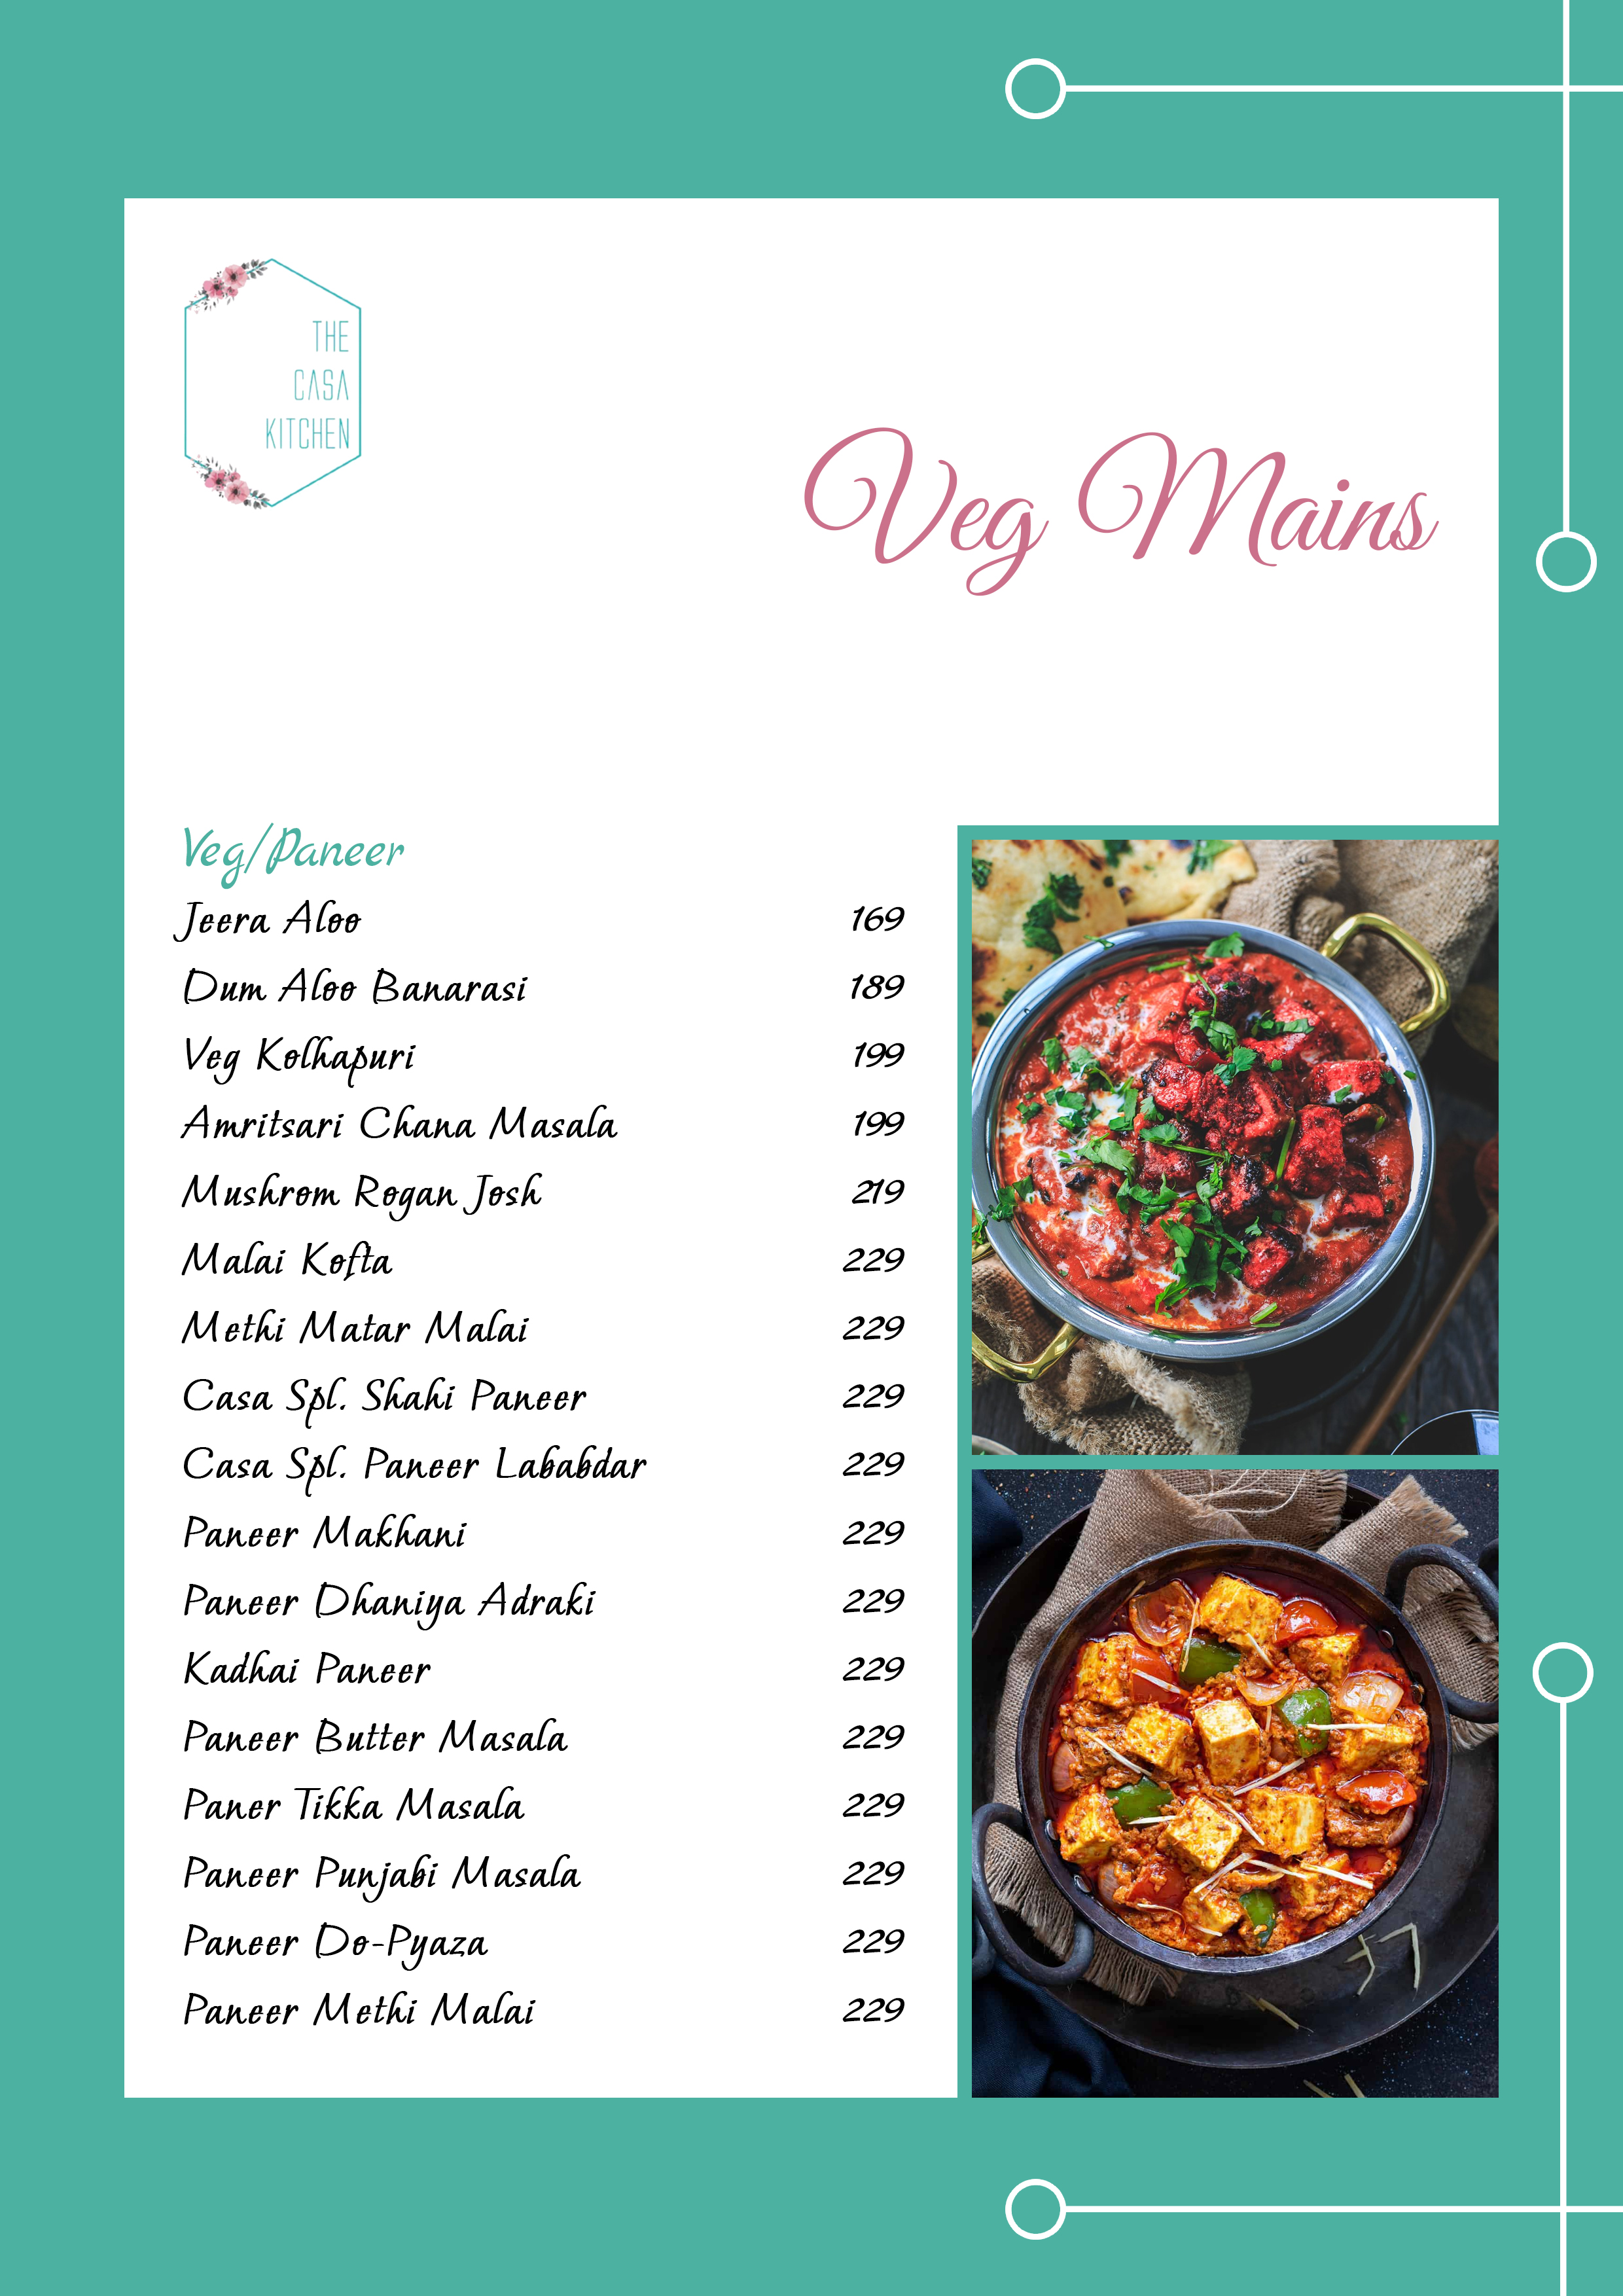 THE
CASA
KITCHEN
Veg Mains
Veg/Paneer
Jeera Aloo 169
Dum Aloo Banarasi 189
Veg Kolhapuri 199
Amritsari Chana Masala 199
Mushrom Rogan Josh 219
Malai Kofta 229
Methi Matar Malai 229
Casa Spl. Shahi Paneer 229
Casa Spl. Paneer Lababdar 229
Paneer Makhani 229
Paneer Dhaniya Adraki 229
Kadhai Paneer 229
Paneer Butter Masala 229
Paner Tikka Masala 229
Paneer Punjabi Masala 229
Paneer Do-Pyaza 229
Paneer Methi Malai 229